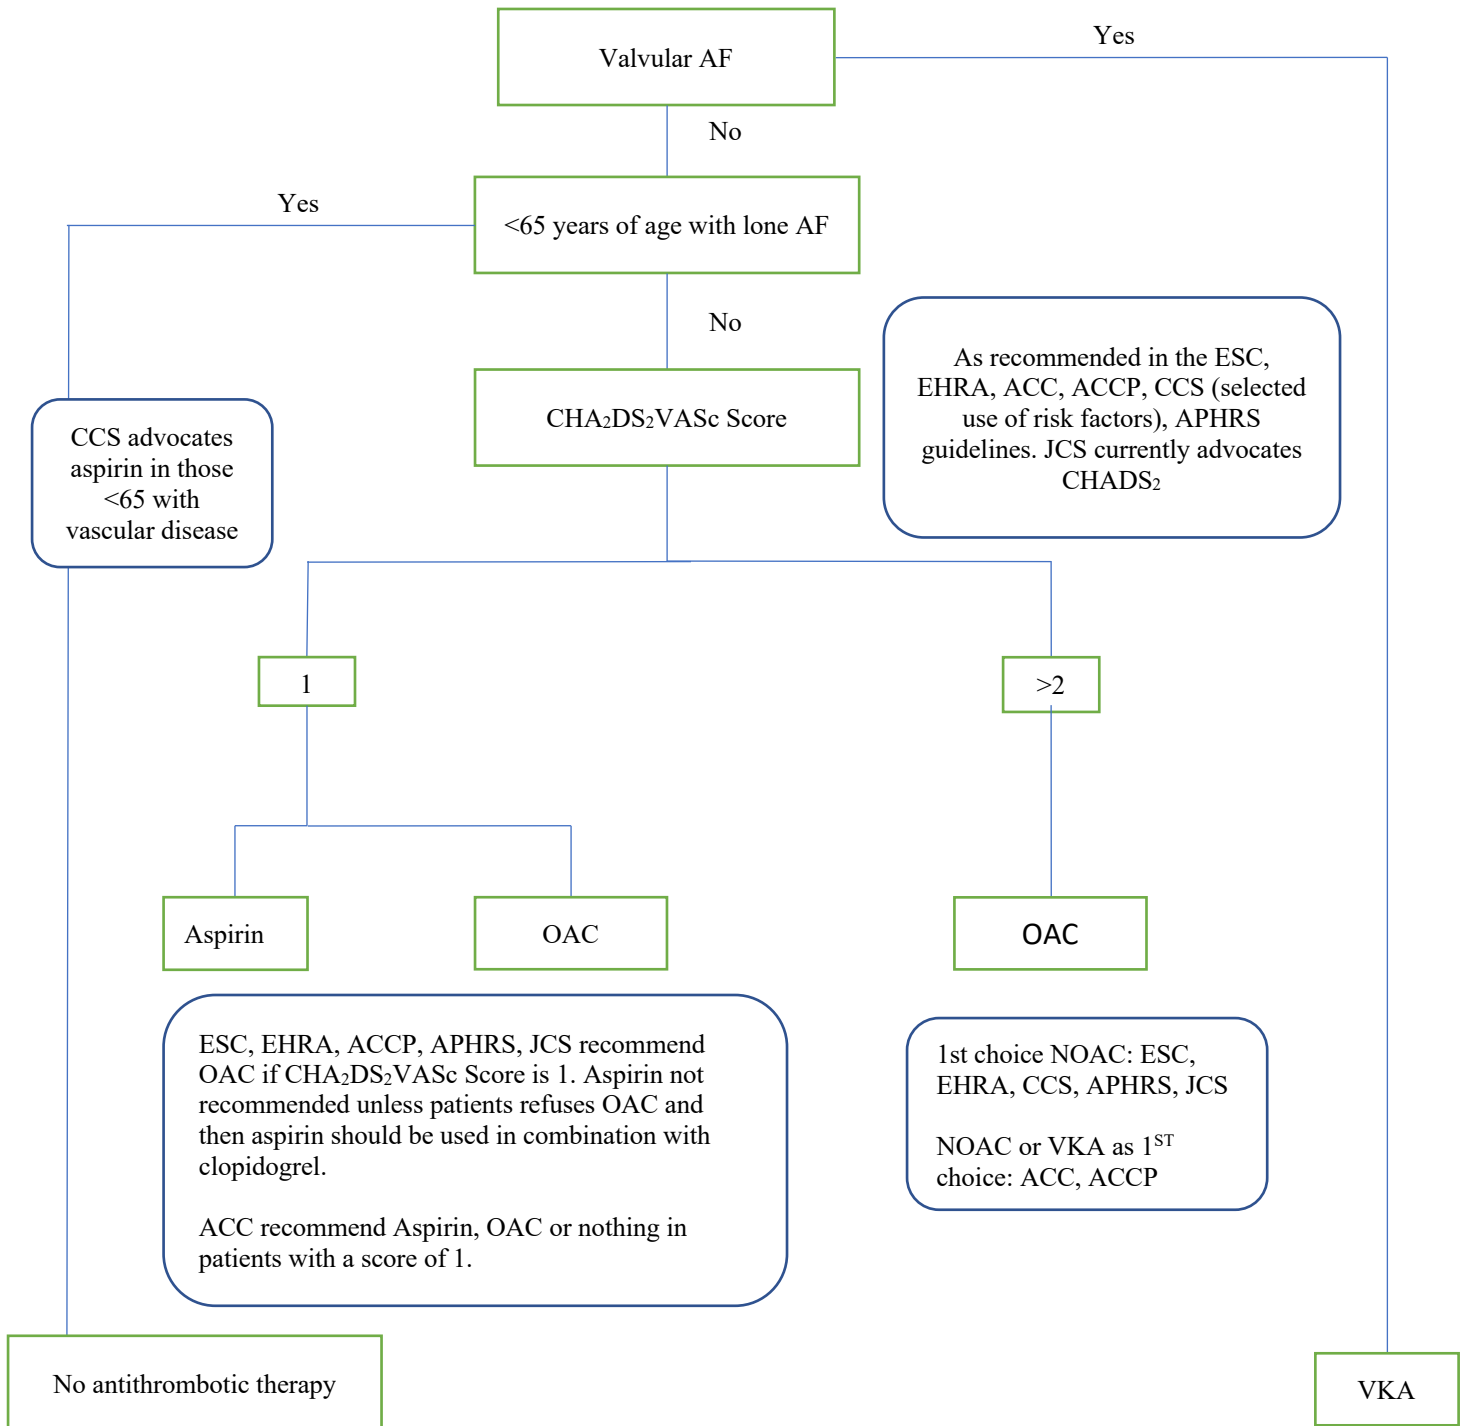 Valvular AF
Yes
No
Yes
<65 years of age with lone AF
No
As recommended in the ESC,
EHRA, ACC, ACCP, CCS (selected
use of risk factors), APHRS
guidelines. JCS currently advocates
CHADS₂
CHA₂DS₂VASc Score
CCS advocates
aspirin in those
<65 with
vascular disease
1
>2
Aspirin
OAC
OAC
ESC, EHRA, ACCP, APHRS, JCS recommend
OAC if CHA₂DS₂VASc Score is 1. Aspirin not
recommended unless patients refuses OAC and
then aspirin should be used in combination with
clopidogrel.
ACC recommend Aspirin, OAC or nothing in
patients with a score of 1.
1st choice NOAC: ESC,
EHRA, CCS, APHRS, JCS
NOAC or VKA as 1ST
choice: ACC, ACCP
No antithrombotic therapy
VKA